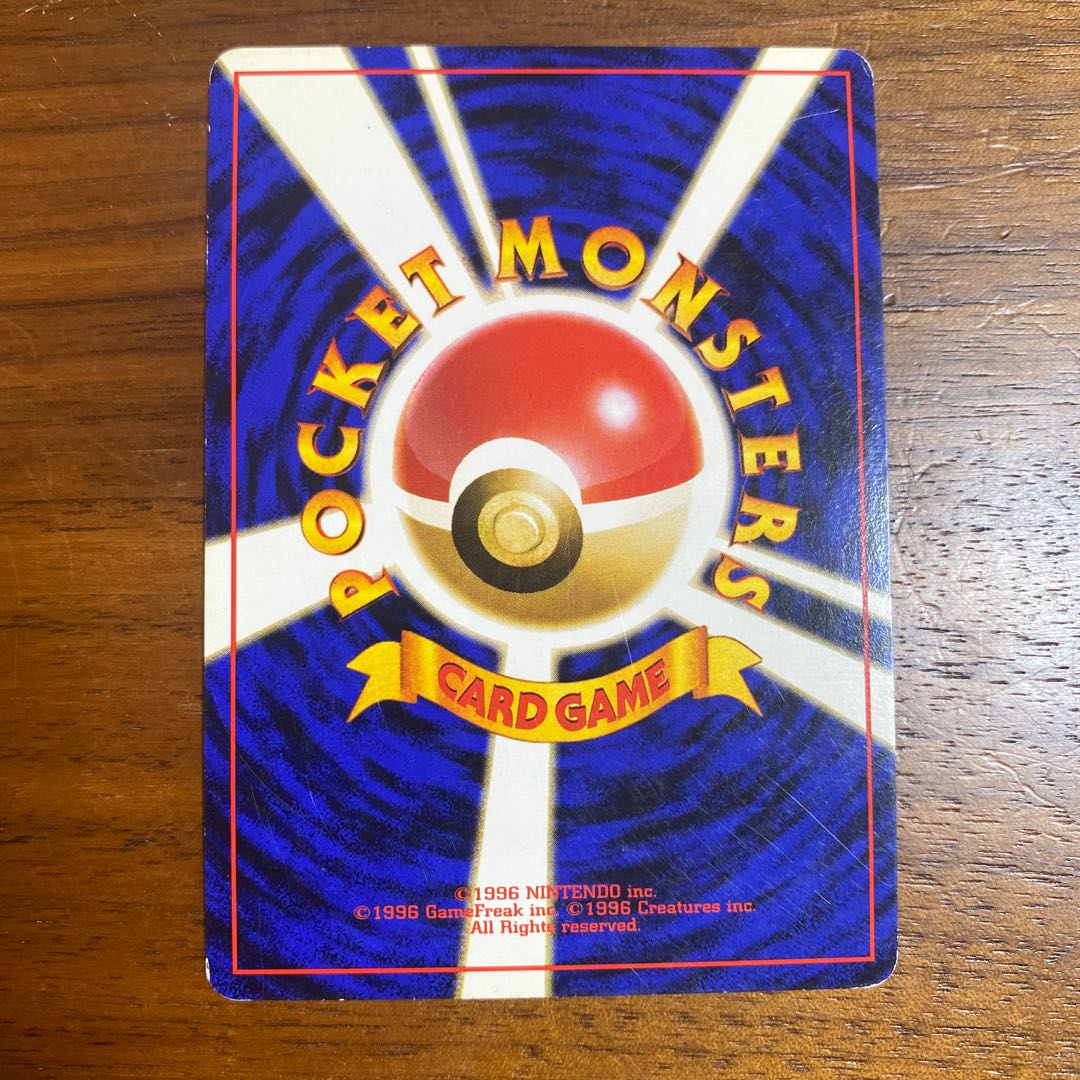 POCKET MONSTERS
CARD GAME
©1996 NINTENDO inc.
©1996 GameFreak inc. ©1996 Creatures inc.
All Rights reserved.